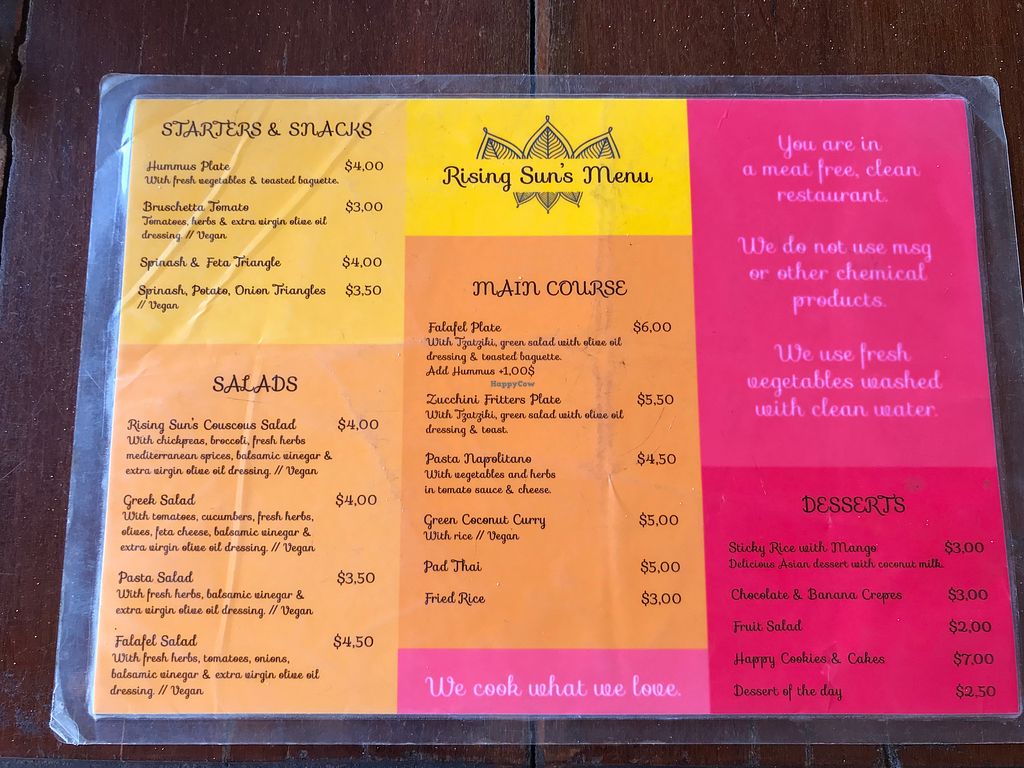 STARTERS & SNACKS
Hummus Plate $4,00
With fresh vegetables & toasted baguette.
Bruschetta Tomato $3,00
Tomatoes, herbs & extra virgin olive oil
dressing // Vegan
Spinash & Feta Triangle $4,00
Spinash, Potato, Onion Triangles $3,50
// Vegan
SALADS
Rising Sun's Couscous Salad $4,00
With chickpeas, broccoli, fresh herbs
mediterranean spices, balsamic vinegar &
extra virgin olive oil dressing. // Vegan
Greek Salad $4,00
With tomatoes, cucumbers, fresh herbs,
olives, feta cheese, balsamic vinegar &
extra virgin olive oil dressing. // Vegan
Pasta Salad $3,50
With fresh herbs, balsamic vinegar &
extra virgin olive oil dressing. // Vegan
Falafel Salad $4,50
With fresh herbs, tomatoes, onions,
balsamic vinegar & extra virgin olive oil
dressing. // Vegan
Rising Sun's Menu
MAIN COURSE
Falafel Plate $6,00
With Tzatziki, green salad with olive oil
dressing & toasted baguette.
Add Hummus +1,00$
HappyCow
Zucchini Fritters Plate $5,50
With Tzatziki, green salad with olive oil
dressing & toast.
Pasta Napolitano $4,50
With vegetables and herbs
in tomato sauce & cheese.
Green Coconut Curry $5,00
With rice // Vegan
Pad Thai $5,00
Fried Rice $3,00
We cook what we love.
You are in
a meat free, clean
restaurant.
We do not use msg
or other chemical
products.
We use fresh
vegetables washed
with clean water.
DESSERTS
Sticky Rice with Mango $3,00
Delicious Asian dessert with coconut milk.
Chocolate & Banana Crepes $3,00
Fruit Salad $2,00
Happy Cookies & Cakes $7,00
Dessert of the day $2,50